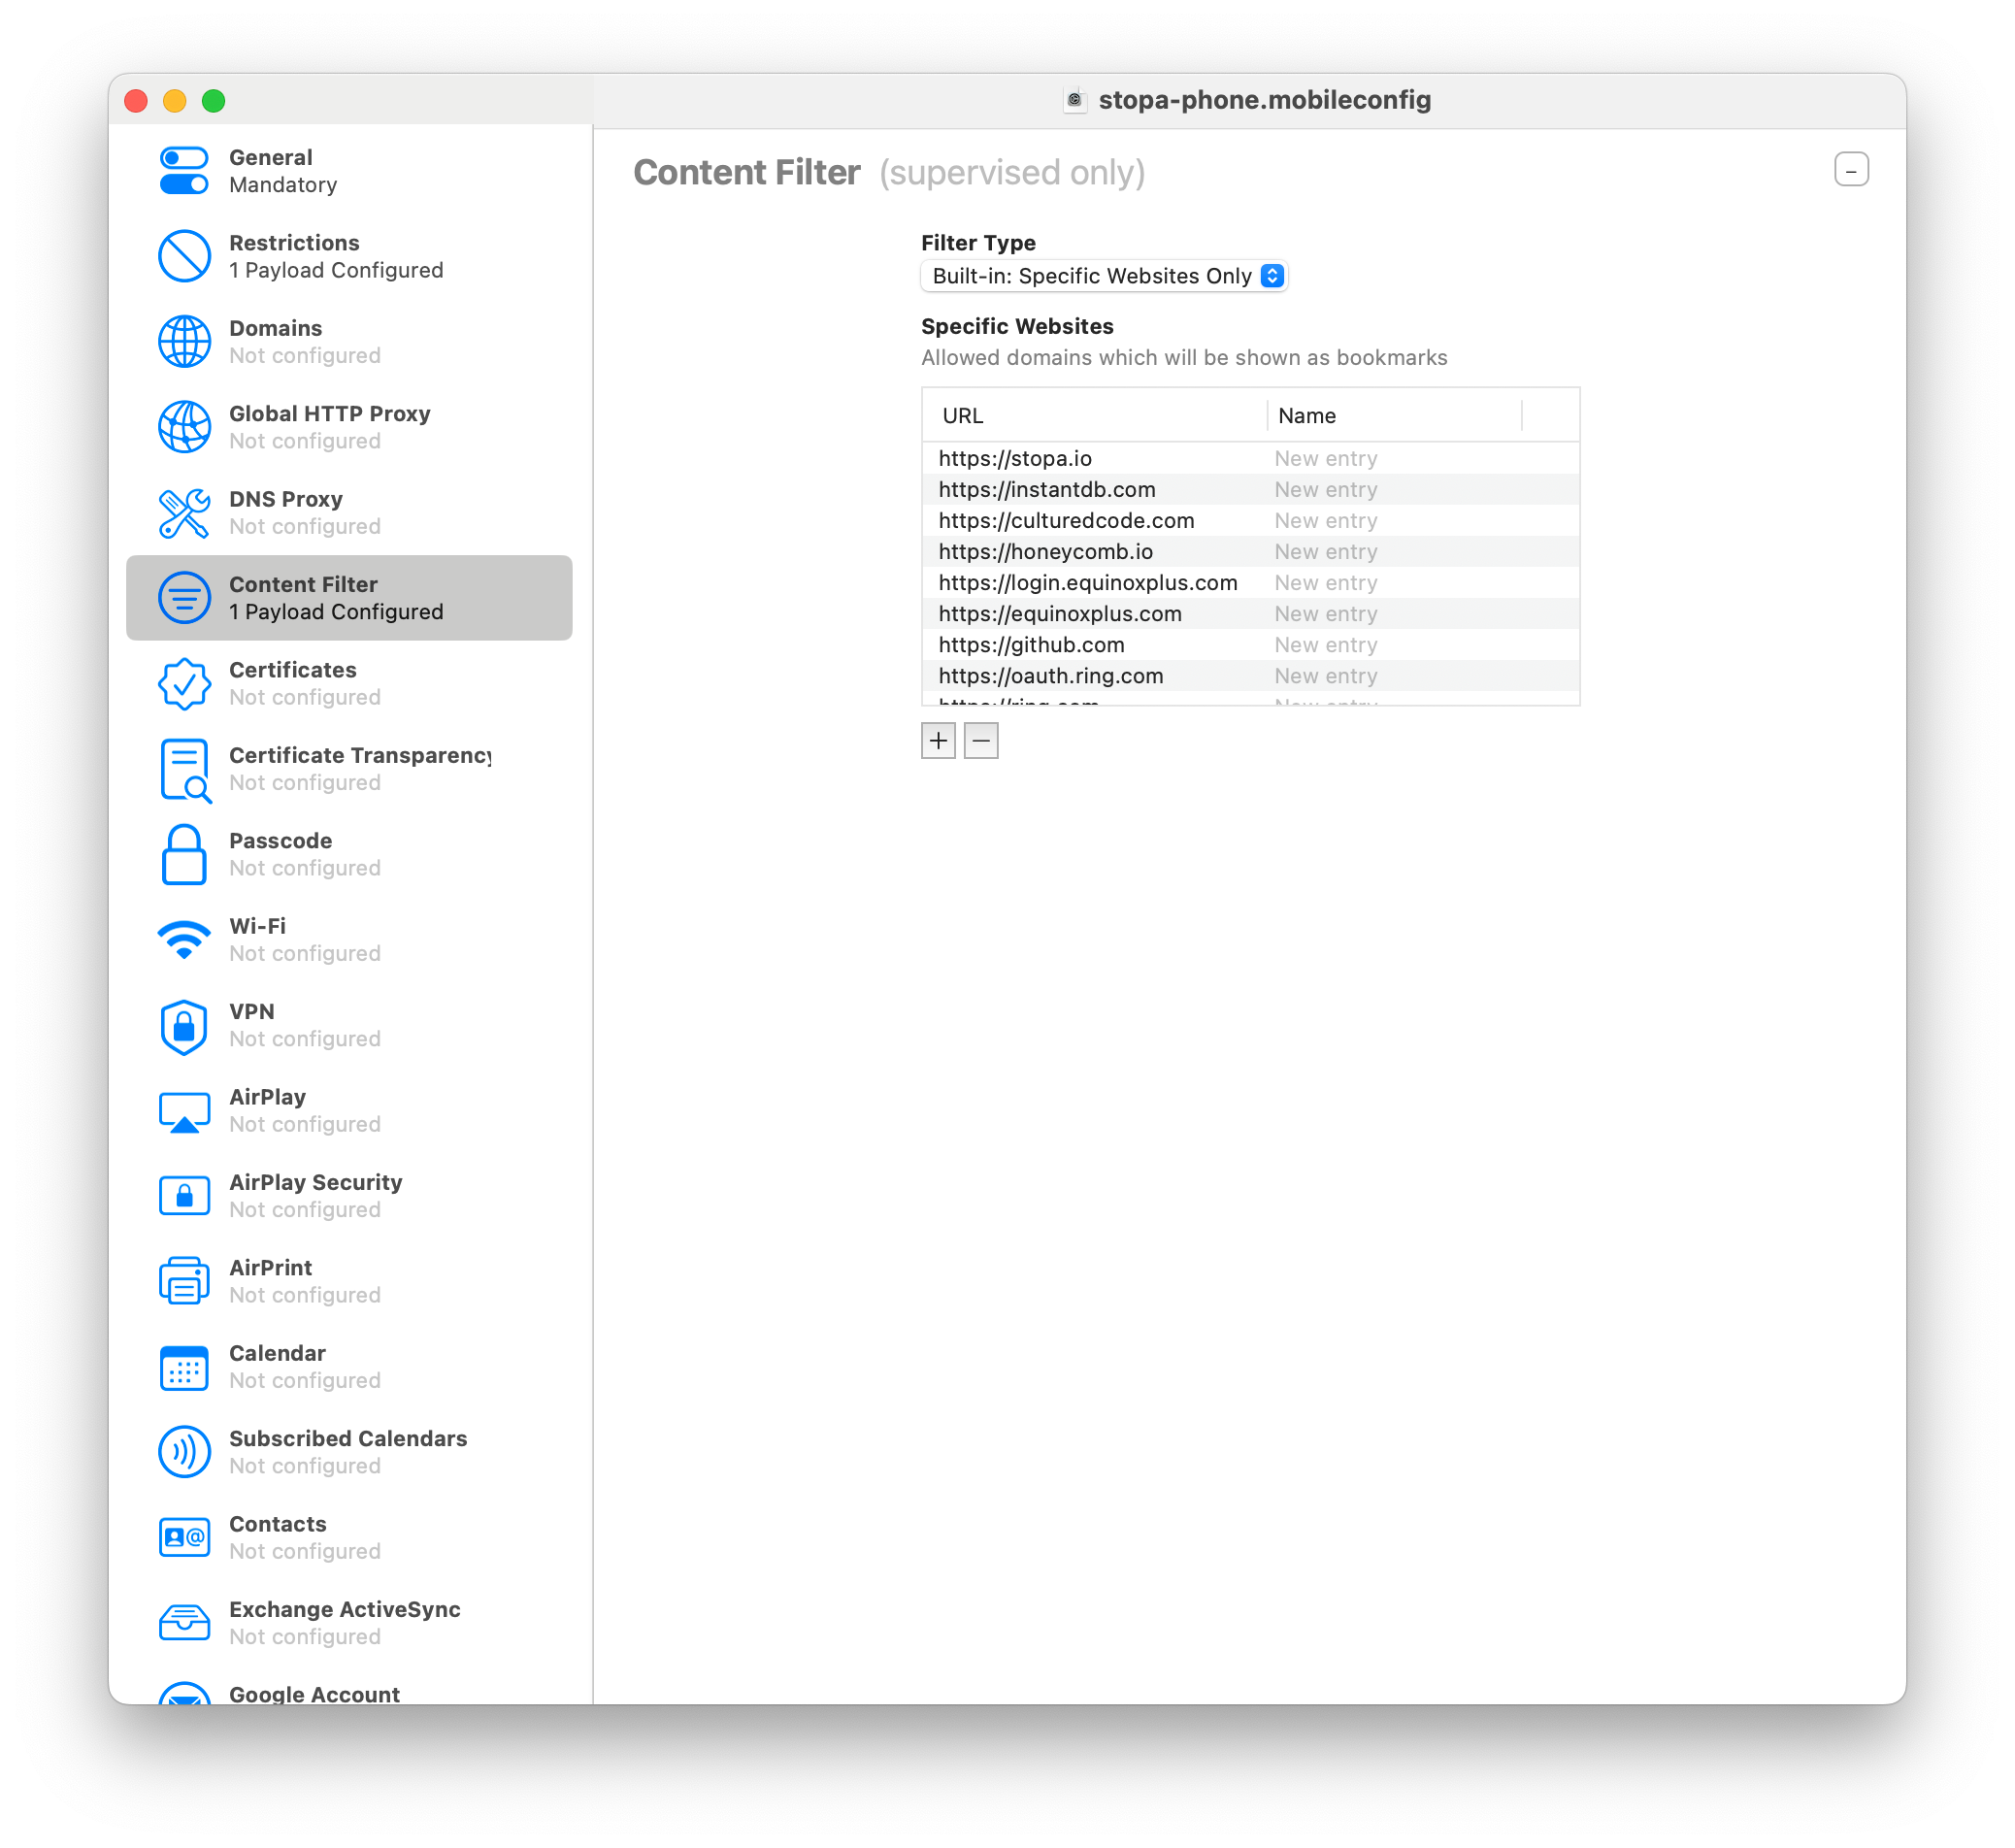 stopa-phone.mobileconfig
General
Mandatory
Restrictions
1 Payload Configured
Domains
Not configured
Global HTTP Proxy
Not configured
DNS Proxy
Not configured
Content Filter
1 Payload Configured
Certificates
Not configured
Certificate Transparency
Not configured
Passcode
Not configured
Wi-Fi
Not configured
VPN
Not configured
AirPlay
Not configured
AirPlay Security
Not configured
AirPrint
Not configured
Calendar
Not configured
Subscribed Calendars
Not configured
Contacts
Not configured
Exchange ActiveSync
Not configured
Google Account
Content Filter (supervised only)
Filter Type
Built-in: Specific Websites Only
Specific Websites
Allowed domains which will be shown as bookmarks
URL Name
https://stopa.io New entry
https://instantdb.com New entry
https://culturedcode.com New entry
https://honeycomb.io New entry
https://login.equinoxplus.com New entry
https://equinoxplus.com New entry
https://github.com New entry
https://oauth.ring.com New entry
https://ring.com New entry